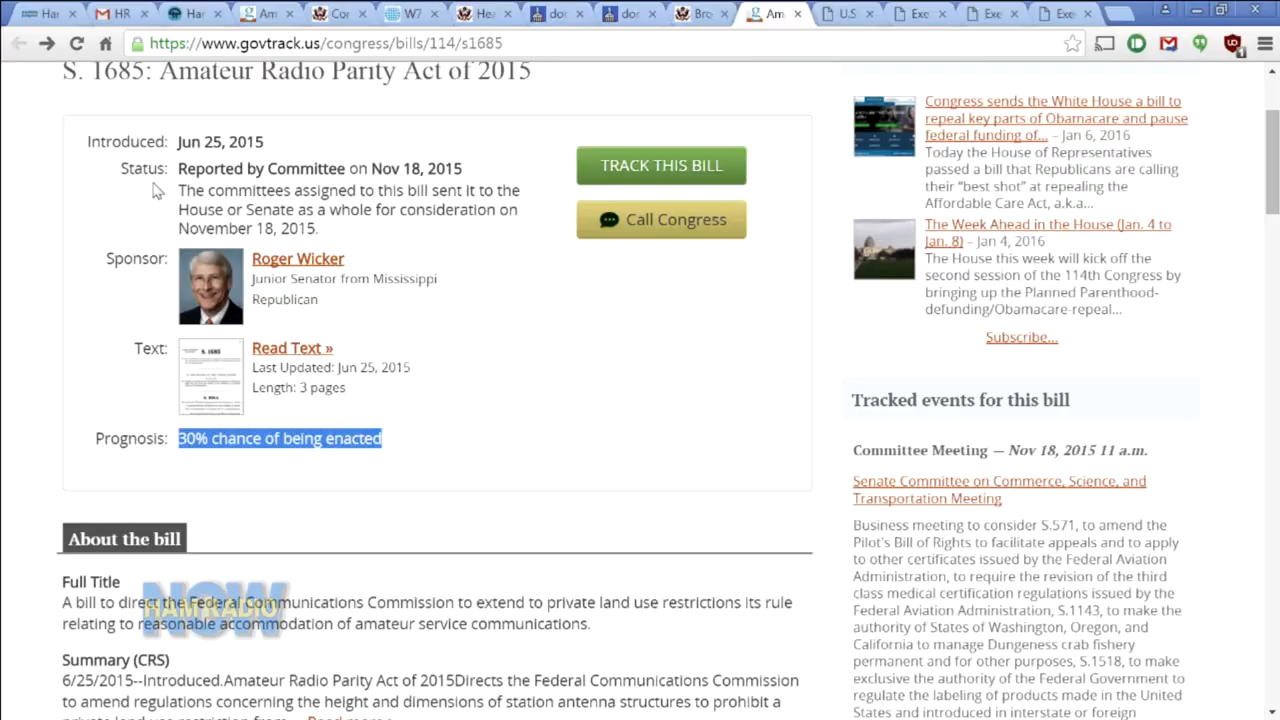 Har
HR
Har
Am
Cor
W7
Hea
doc
doc
Bro
Am
U.S
Exe
Exe
Exe
https://www.govtrack.us/congress/bills/114/s1685
S. 1685: Amateur Radio Parity Act of 2015
Introduced: Jun 25, 2015
Status: Reported by Committee on Nov 18, 2015
The committees assigned to this bill sent it to the
House or Senate as a whole for consideration on
November 18, 2015.
Sponsor: Roger Wicker
Junior Senator from Mississippi
Republican
Text: Read Text »
Last Updated: Jun 25, 2015
Length: 3 pages
S. 1685
Prognosis: 30% chance of being enacted
TRACK THIS BILL
Call Congress
About the bill
Full Title
A bill to direct the Federal Communications Commission to extend to private land use restrictions its rule
relating to reasonable accommodation of amateur service communications.
Summary (CRS)
6/25/2015--Introduced.Amateur Radio Parity Act of 2015Directs the Federal Communications Commission
to amend regulations concerning the height and dimensions of station antenna structures to prohibit a
private land use restriction from... Read more >
HAM RADIO
NOW
Congress sends the White House a bill to
repeal key parts of Obamacare and pause
federal funding of... – Jan 6, 2016
Today the House of Representatives
passed a bill that Republicans are calling
their “best shot” at repealing the
Affordable Care Act, a.k.a...
The Week Ahead in the House (Jan. 4 to
Jan. 8) – Jan 4, 2016
The House this week will kick off the
second session of the 114th Congress by
bringing up the Planned Parenthood-
defunding/Obamacare-repeal...
Subscribe...
Tracked events for this bill
Committee Meeting — Nov 18, 2015 11 a.m.
Senate Committee on Commerce, Science, and
Transportation Meeting
Business meeting to consider S.571, to amend the
Pilot's Bill of Rights to facilitate appeals and to apply
to other certificates issued by the Federal Aviation
Administration, to require the revision of the third
class medical certification regulations issued by the
Federal Aviation Administration, S.1143, to make the
authority of States of Washington, Oregon, and
California to manage Dungeness crab fishery
permanent and for other purposes, S.1518, to make
exclusive the authority of the Federal Government to
regulate the labeling of products made in the United
States and introduced in interstate or foreign